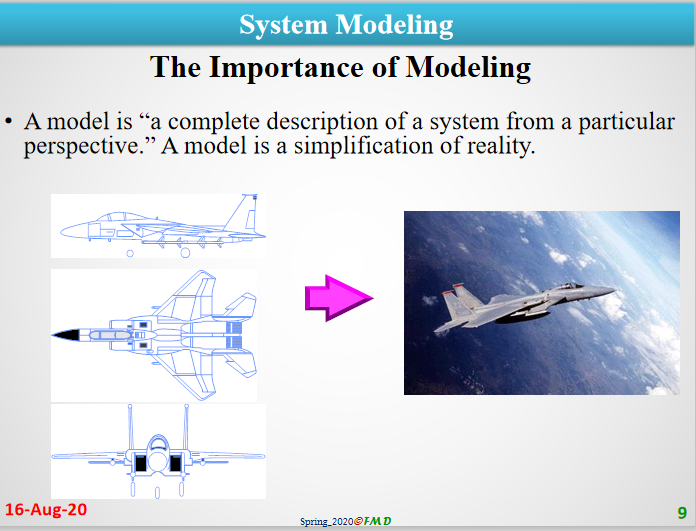 System Modeling
The Importance of Modeling
• A model is “a complete description of a system from a particular
perspective.” A model is a simplification of reality.
16-Aug-20
Spring_2020©FMD
9